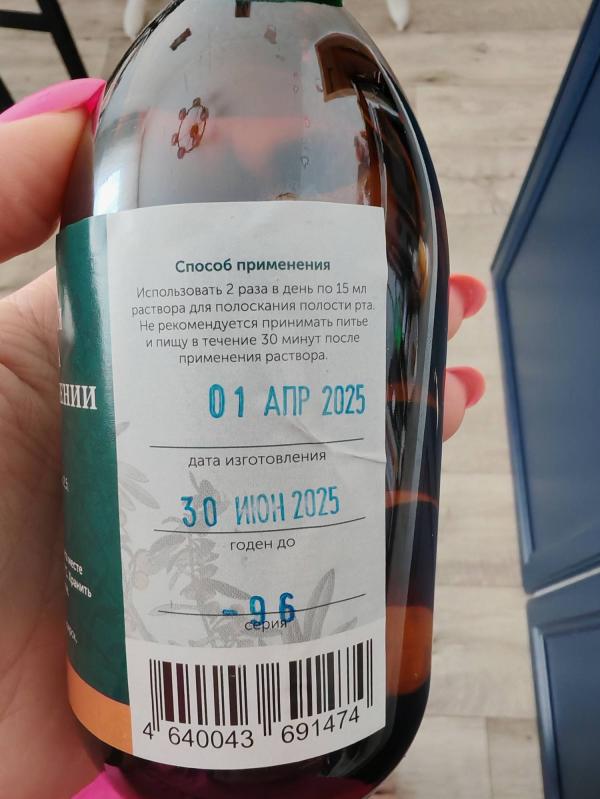 Способ применения
Использовать 2 раза в день по 15 мл
раствора для полоскания полости рта.
Не рекомендуется принимать питье
и пищу в течение 30 минут после
применения раствора.
01 АПР 2025
дата изготовления
30 ИЮН 2025
годен до
-96
серия
4 640043 691474